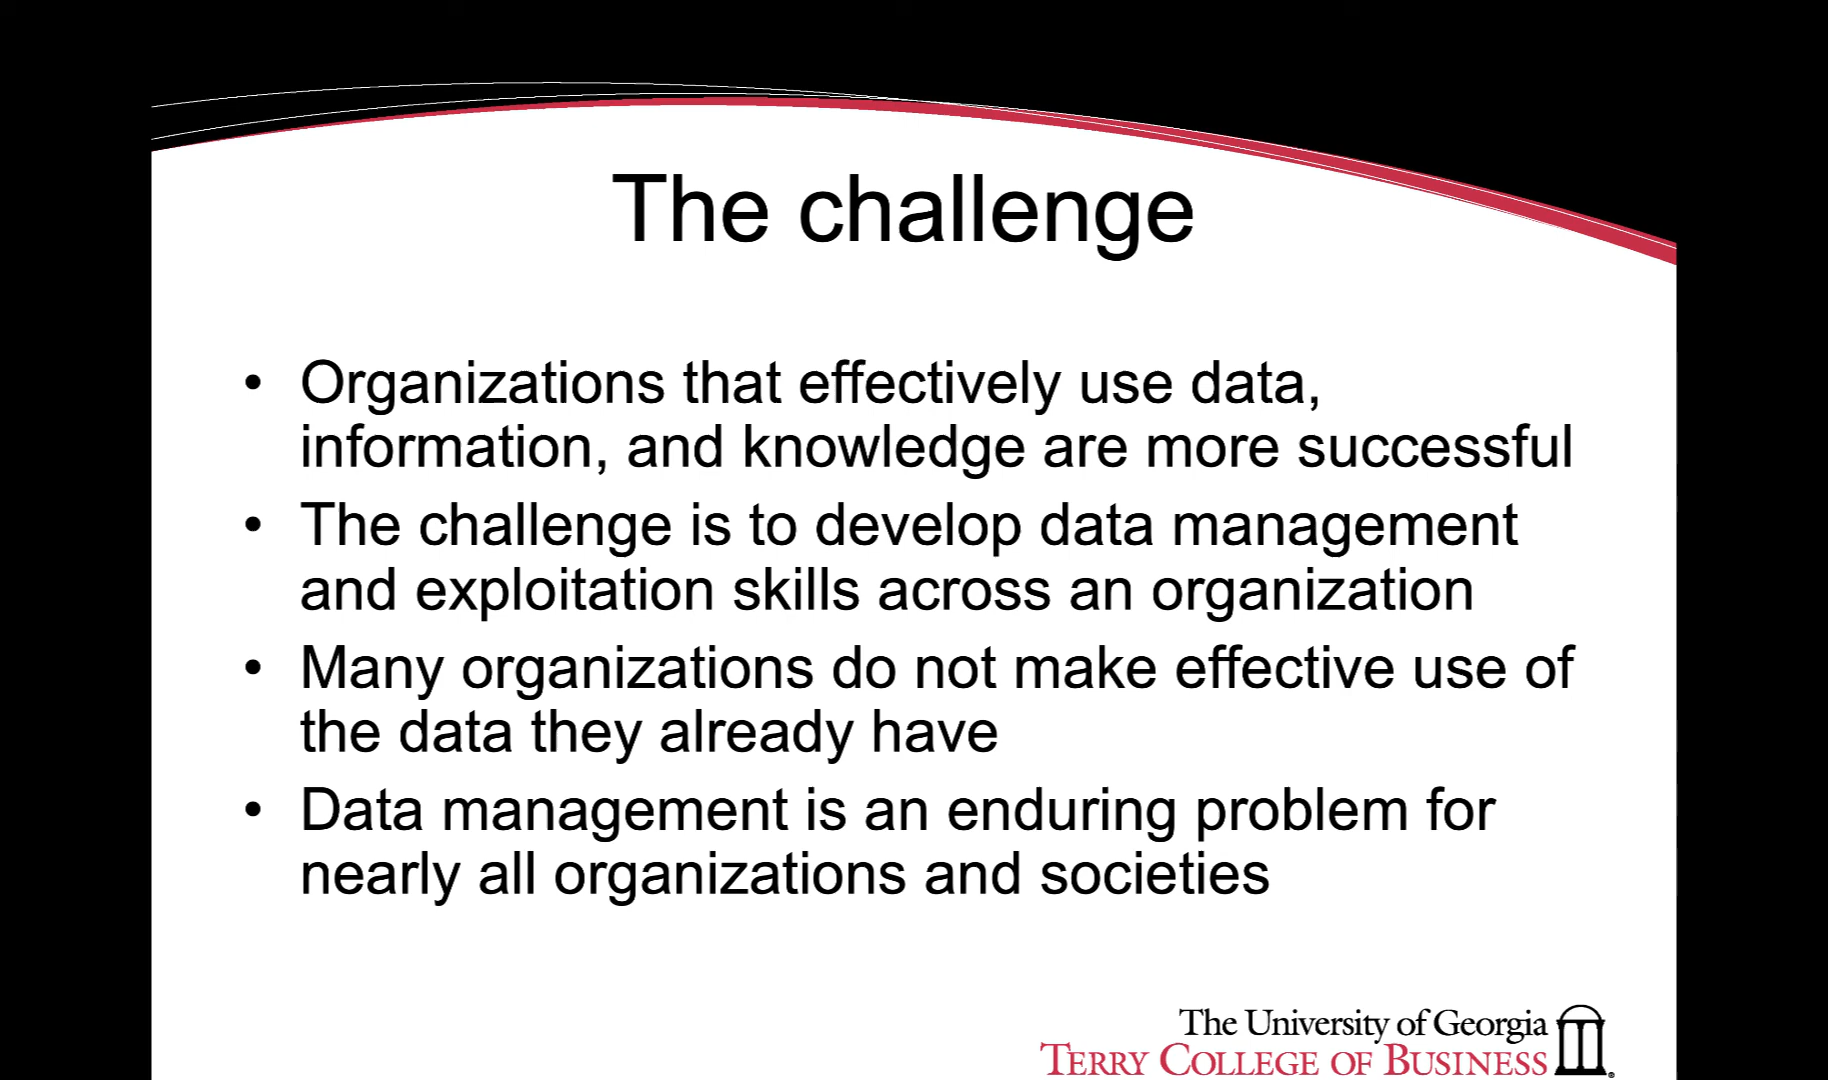 The challenge
• Organizations that effectively use data,
information, and knowledge are more successful
• The challenge is to develop data management
and exploitation skills across an organization
• Many organizations do not make effective use of
the data they already have
• Data management is an enduring problem for
nearly all organizations and societies
The University of Georgia
TERRY COLLEGE OF BUSINESS